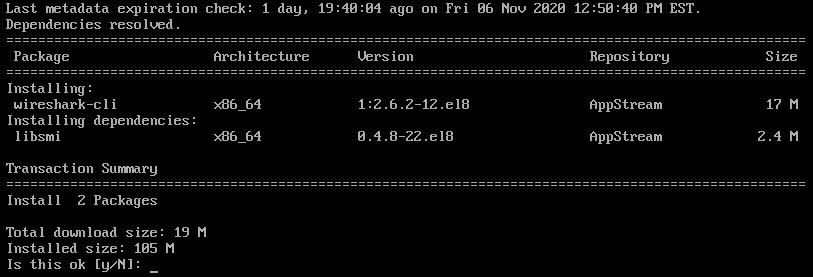 Last metadata expiration check: 1 day, 19:40:04 ago on Fri 06 Nov 2020 12:50:40 PM EST.
Dependencies resolved.
================================================================================
Package Architecture Version Repository Size
================================================================================
Installing:
wireshark-cli x86_64 1:2.6.2-12.el8 AppStream 17 M
Installing dependencies:
libsmi x86_64 0.4.8-22.el8 AppStream 2.4 M
Transaction Summary
================================================================================
Install 2 Packages
Total download size: 19 M
Installed size: 105 M
Is this ok [y/N]: _